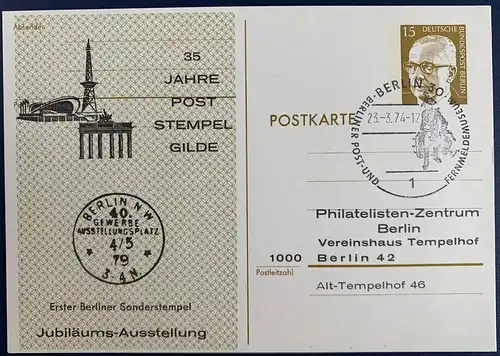 Absender
35
JAHRE
POST
STEMPEL
GILDE
BERLIN N.W.
40.
GEWERBE
AUSSTELLUNGSPLATZ
4/5
79
3-4N.
Erster Berliner Sonderstempel
Jubiläums-Ausstellung
15
DEUTSCHE
BUNDESPOST BERLIN
POSTKARTE
BERLIN 30
BERLINER POST-UND FERNMELDEMUSEUM
23.-3.74-12
1
Philatelisten-Zentrum
Berlin
Vereinshaus Tempelhof
1000 Berlin 42
Postleitzahl
Alt-Tempelhof 46